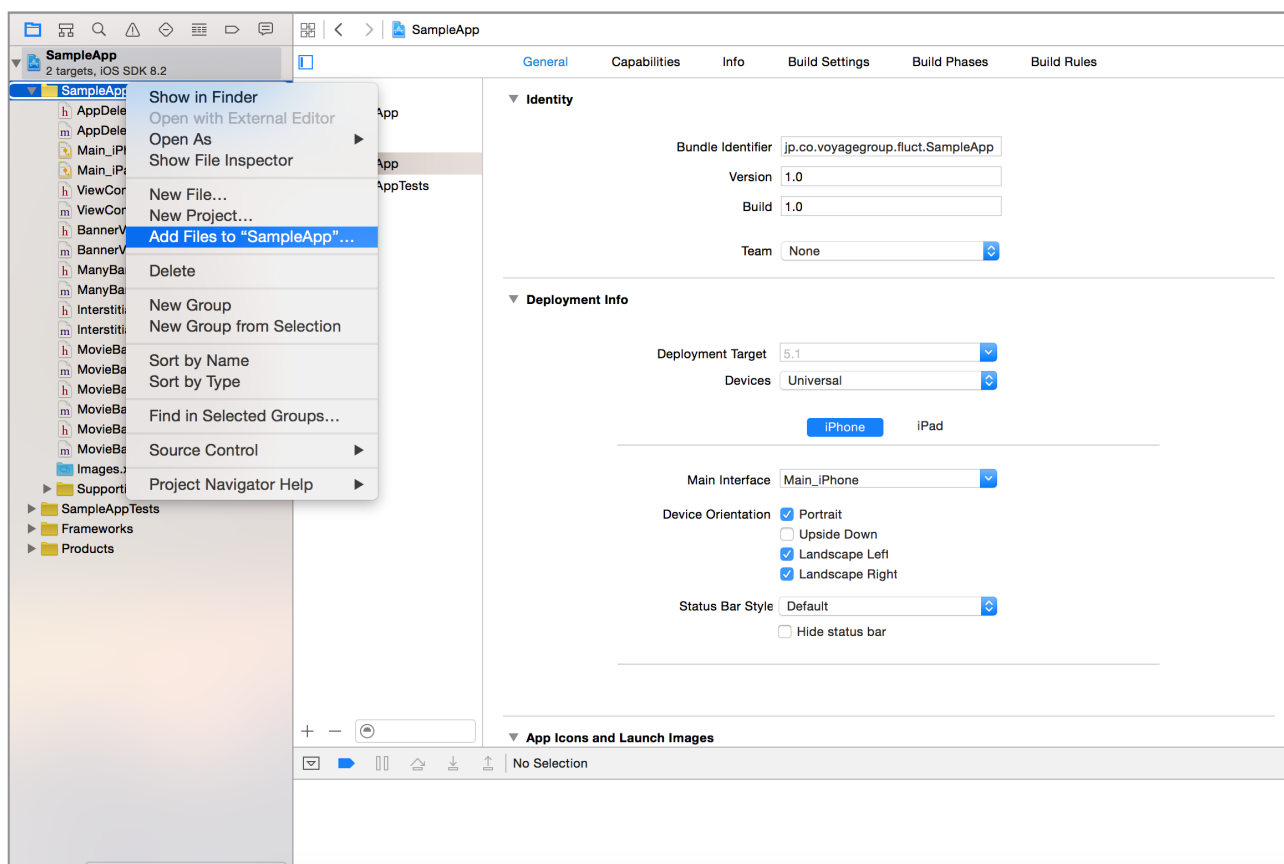 SampleApp
SampleApp
2 targets, iOS SDK 8.2
General Capabilities Info Build Settings Build Phases Build Rules
SampleApp
h AppDele
m AppDele
Main_iPh
Main_iPa
h ViewCon
m ViewCon
h BannerV
m BannerV
h ManyBa
m ManyBa
h Interstitia
m Interstitia
h MovieBa
m MovieBa
h MovieBa
m MovieBa
h MovieBa
m MovieBa
Images.x
Supporti
SampleAppTests
Frameworks
Products
Show in Finder
Open with External Editor
Open As
Show File Inspector
New File...
New Project...
Add Files to “SampleApp”...
Delete
New Group
New Group from Selection
Sort by Name
Sort by Type
Find in Selected Groups...
Source Control
Project Navigator Help
App
App
AppTests
Identity
Bundle Identifier jp.co.voyagegroup.fluct.SampleApp
Version 1.0
Build 1.0
Team None
Deployment Info
Deployment Target 5.1
Devices Universal
iPhone iPad
Main Interface Main_iPhone
Device Orientation Portrait
Upside Down
Landscape Left
Landscape Right
Status Bar Style Default
Hide status bar
App Icons and Launch Images
No Selection